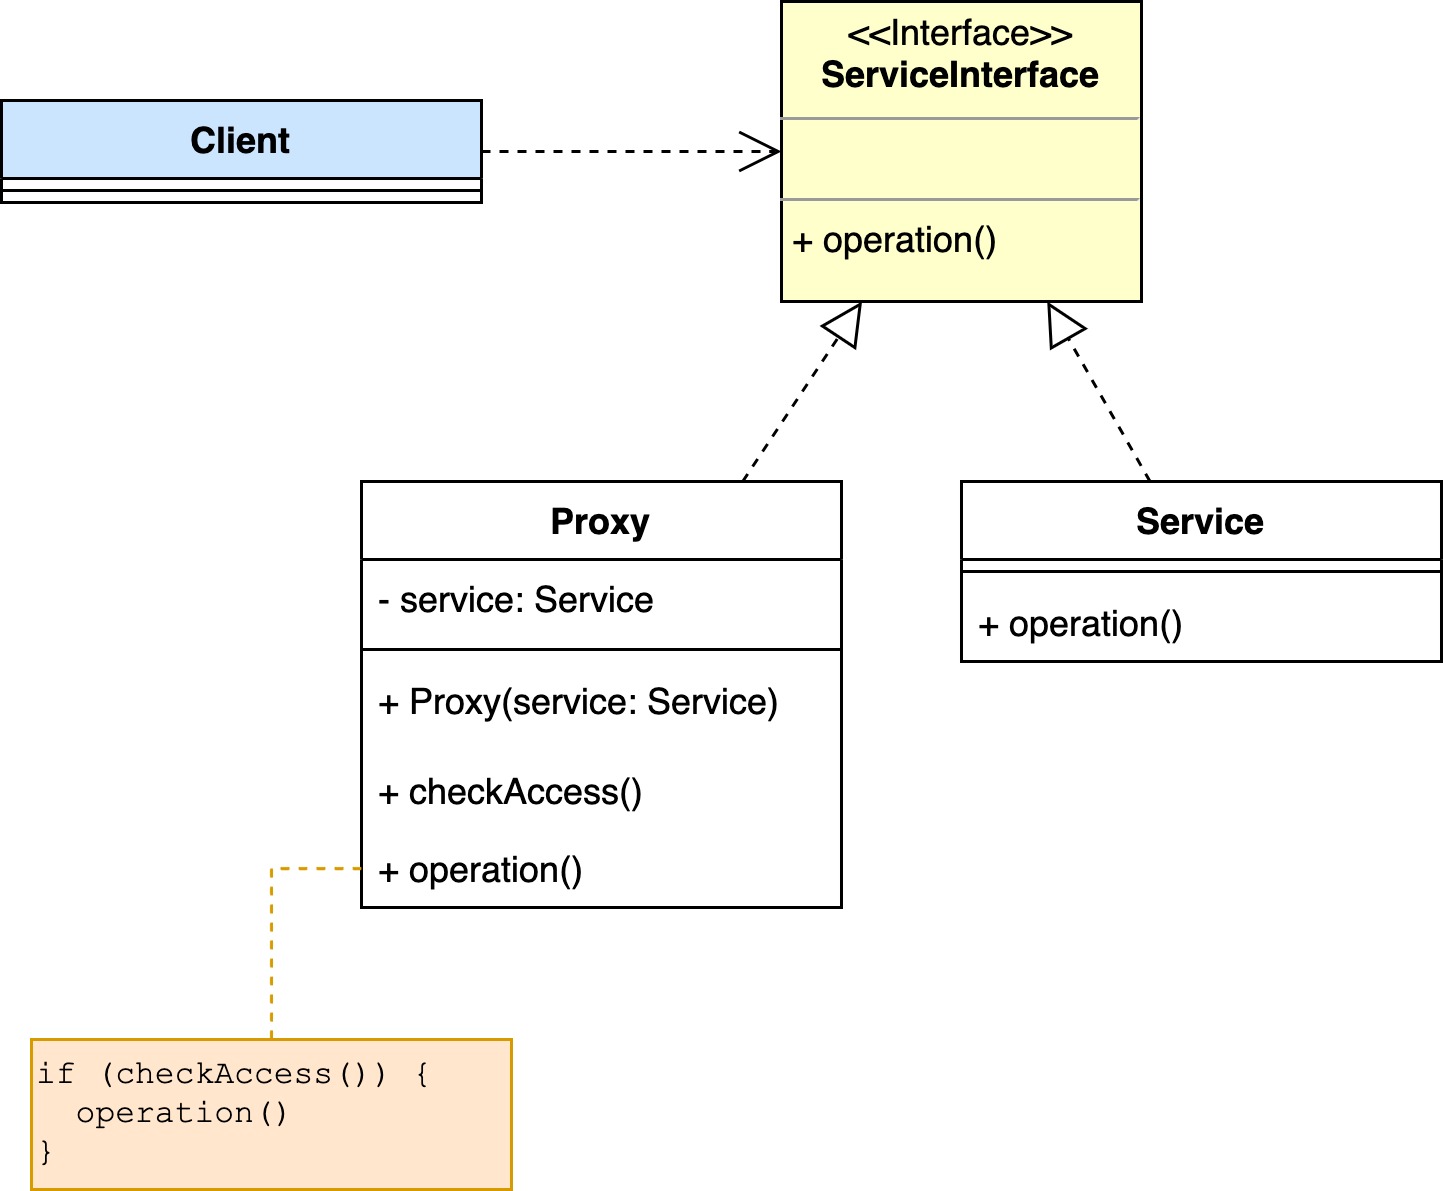 <<Interface>>
ServiceInterface
+ operation()
Client
Proxy
- service: Service
+ Proxy(service: Service)
+ checkAccess()
+ operation()
Service
+ operation()
if (checkAccess()) {
  operation()
}